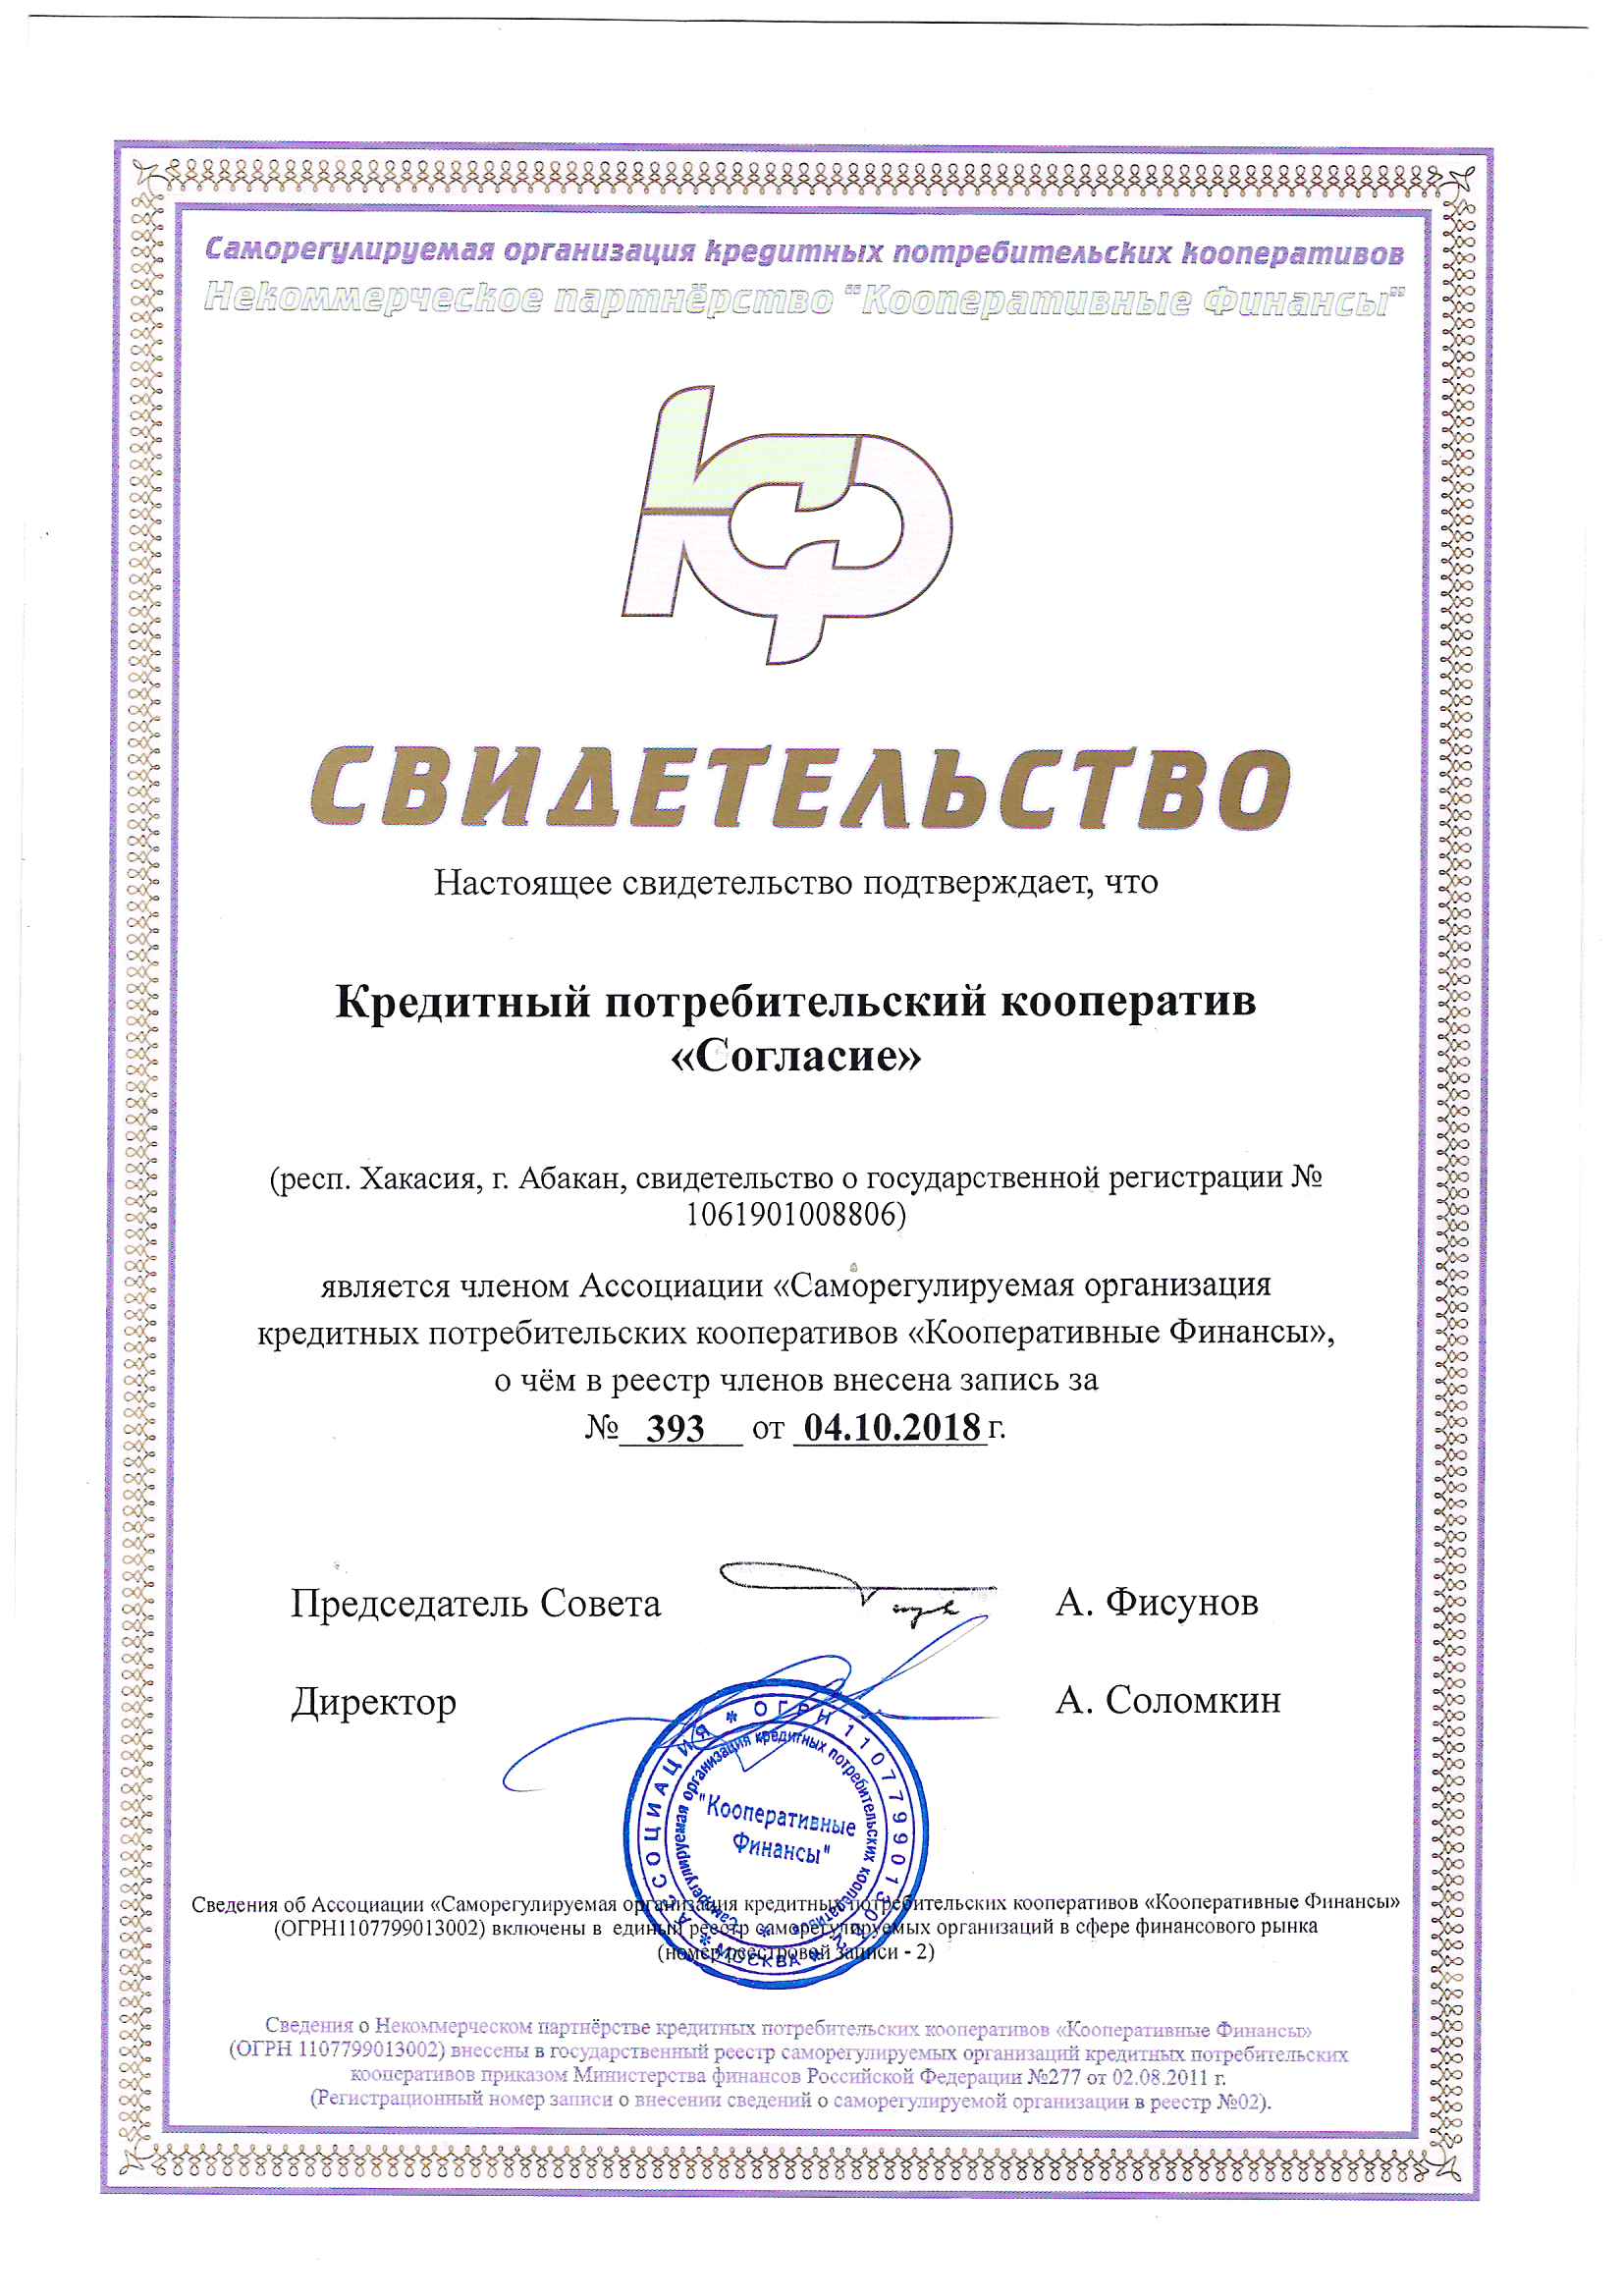 Саморегулируемая организация кредитных потребительских кооперативов
Некоммерческое партнёрство "Кооперативные Финансы"
КФ
СВИДЕТЕЛЬСТВО
Настоящее свидетельство подтверждает, что
Кредитный потребительский кооператив
«Согласие»
(респ. Хакасия, г. Абакан, свидетельство о государственной регистрации №
1061901008806)
является членом Ассоциации «Саморегулируемая организация
кредитных потребительских кооперативов «Кооперативные Финансы»,
о чём в реестр членов внесена запись за
№ 393 от 04.10.2018 г.
Председатель Совета А. Фисунов
Директор А. Соломкин
АССОЦИАЦИЯ * ОГРН 1107799013002 * МОСКВА *
Саморегулируемая организация кредитных потребительских кооперативов *
"Кооперативные
Финансы"
Сведения об Ассоциации «Саморегулируемая организация кредитных потребительских кооперативов «Кооперативные Финансы»
(ОГРН1107799013002) включены в единый реестр саморегулируемых организаций в сфере финансового рынка
(номер реестровой записи - 2)
Сведения о Некоммерческом партнёрстве кредитных потребительских кооперативов «Кооперативные Финансы»
(ОГРН 1107799013002) внесены в государственный реестр саморегулируемых организаций кредитных потребительских
кооперативов приказом Министерства финансов Российской Федерации №277 от 02.08.2011 г.
(Регистрационный номер записи о внесении сведений о саморегулируемой организации в реестр №02).